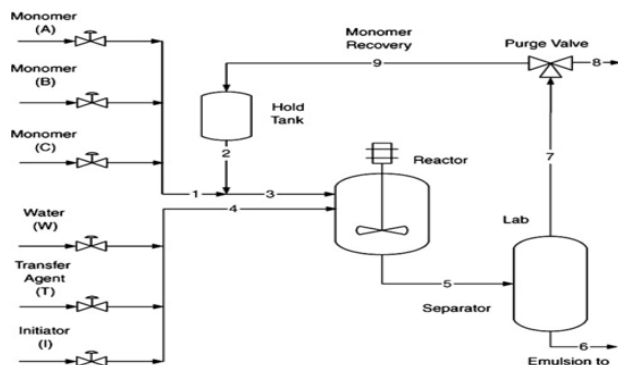 Monomer
(A)
Monomer
(B)
Monomer
(C)
Water
(W)
Transfer
Agent
(T)
Initiator
(I)
Monomer
Recovery
9
Purge Valve
8
Hold
Tank
2
7
Reactor
1
3
4
Lab
5
Separator
6
Emulsion to